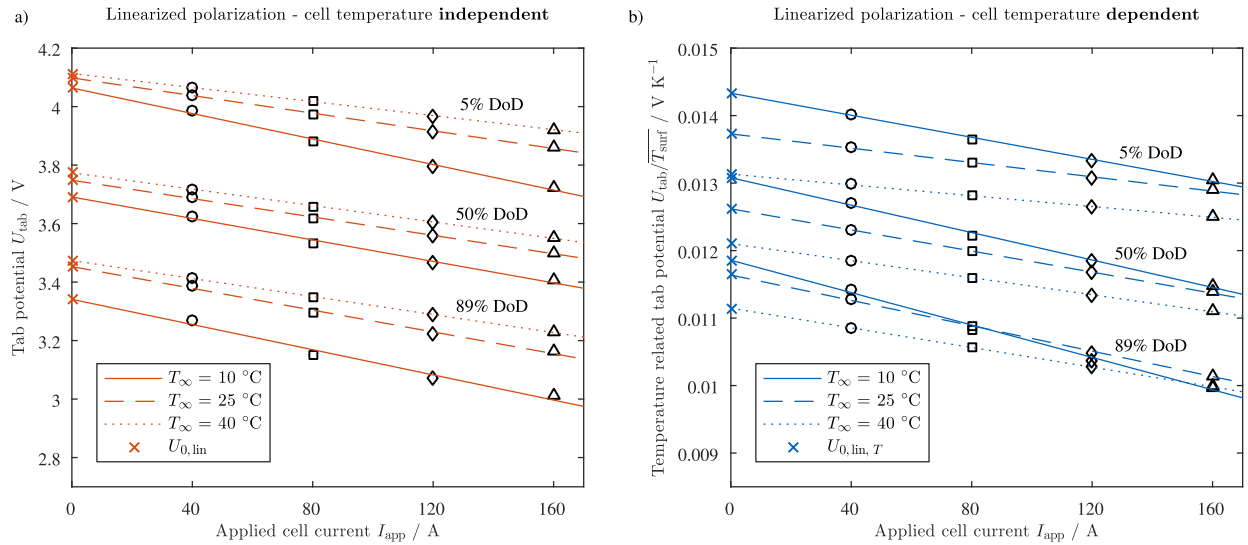 a)
Linearized polarization - cell temperature independent
4.2
4
3.8
3.6
3.4
3.2
3
2.8
Tab potential U_tab / V
5% DoD
50% DoD
89% DoD
T_∞ = 10 °C
T_∞ = 25 °C
T_∞ = 40 °C
U_0,lin
0
40
80
120
160
Applied cell current I_app / A
b)
Linearized polarization - cell temperature dependent
0.015
0.014
0.013
0.012
0.011
0.01
0.009
Temperature related tab potential U_tab/T_surf / V K⁻¹
5% DoD
50% DoD
89% DoD
T_∞ = 10 °C
T_∞ = 25 °C
T_∞ = 40 °C
U_0,lin, T
0
40
80
120
160
Applied cell current I_app / A